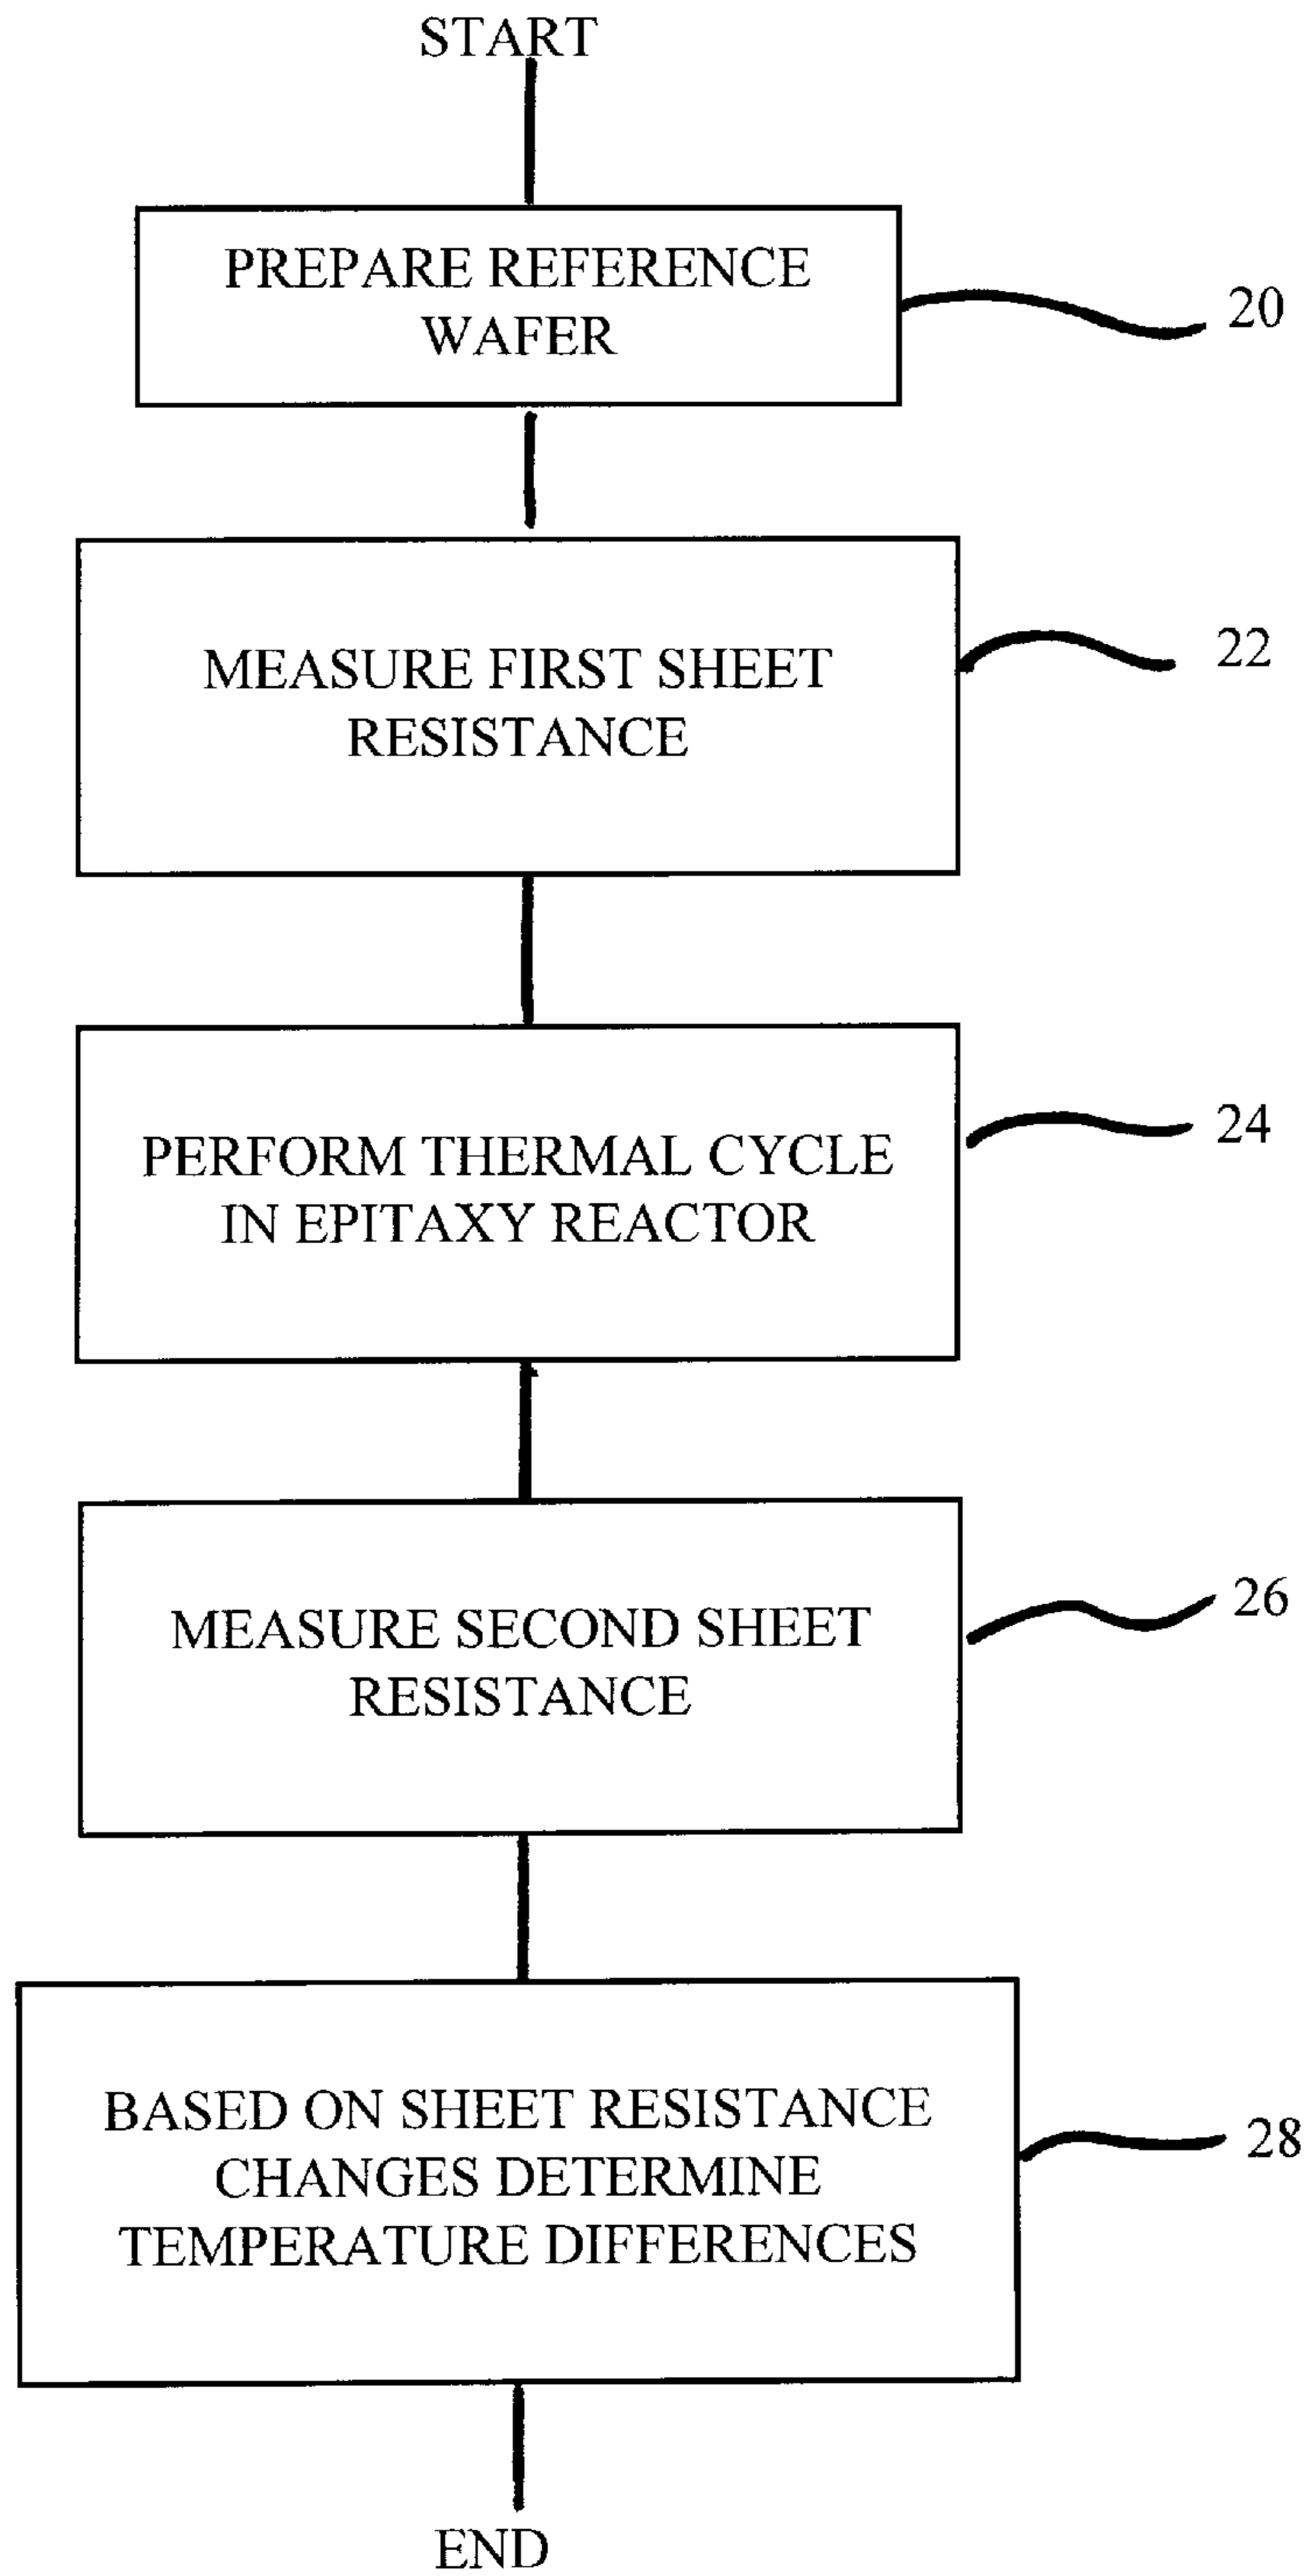 START
PREPARE REFERENCE
WAFER
20
MEASURE FIRST SHEET
RESISTANCE
22
PERFORM THERMAL CYCLE
IN EPITAXY REACTOR
24
MEASURE SECOND SHEET
RESISTANCE
26
BASED ON SHEET RESISTANCE
CHANGES DETERMINE
TEMPERATURE DIFFERENCES
28
END